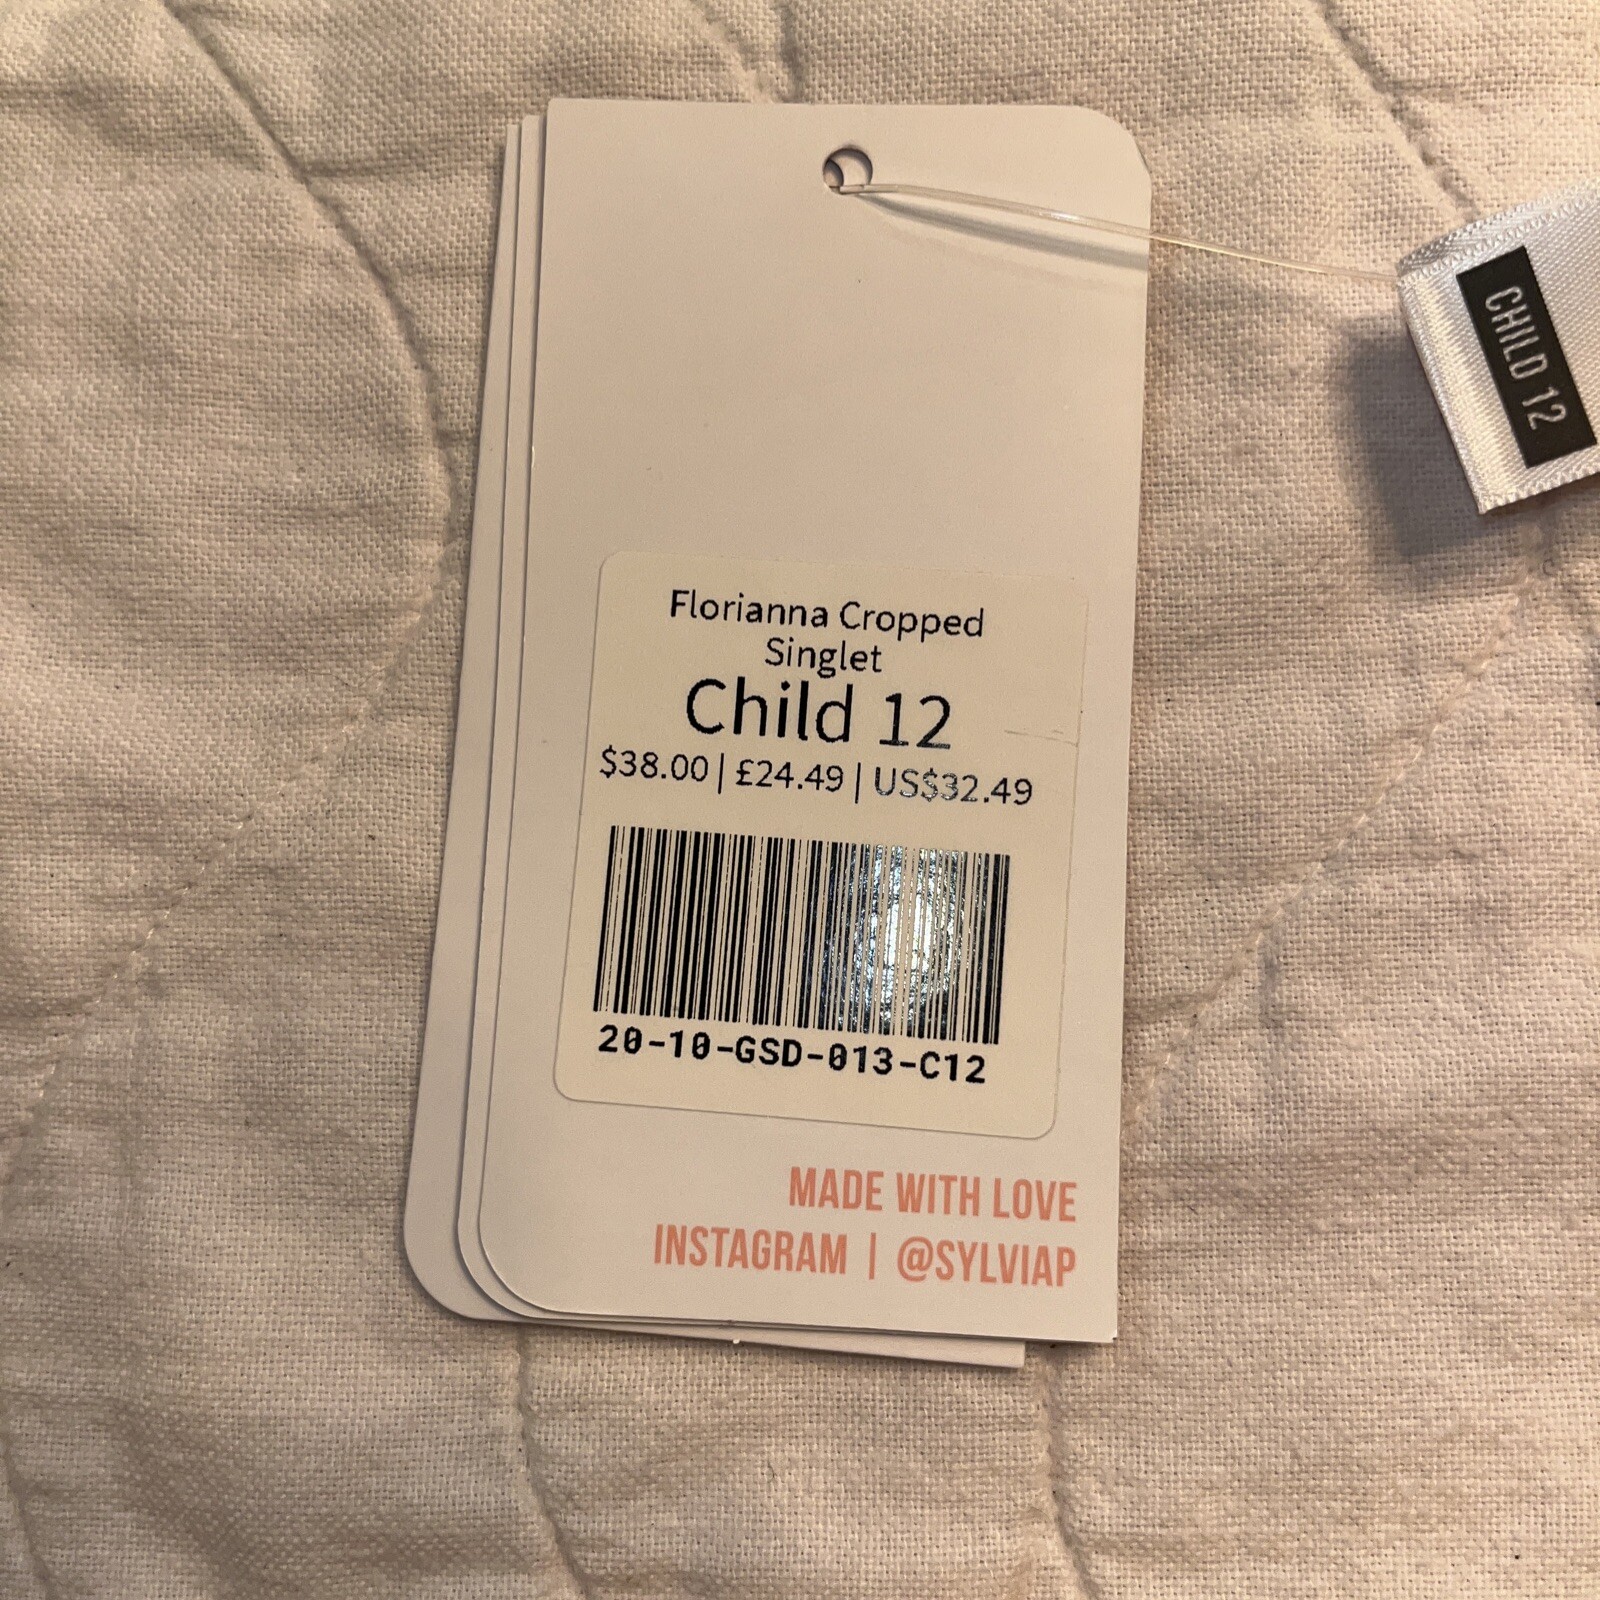 Florianna Cropped
Singlet
Child 12
$38.00 | £24.49 | US$32.49
20-10-GSD-013-C12
MADE WITH LOVE
INSTAGRAM | @SYLVIAP
CHILD 12